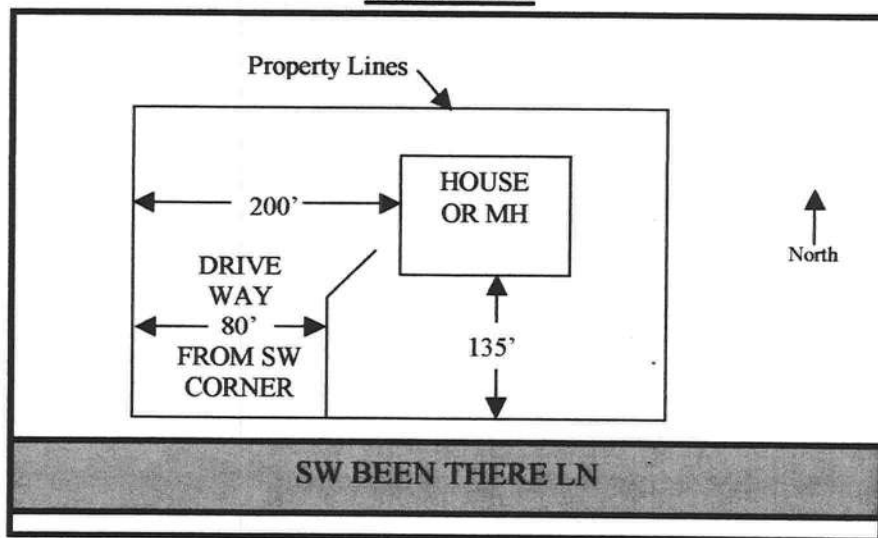 Property Lines
HOUSE
OR MH
200’
North
DRIVE
WAY
80’
FROM SW
CORNER
135’
SW BEEN THERE LN